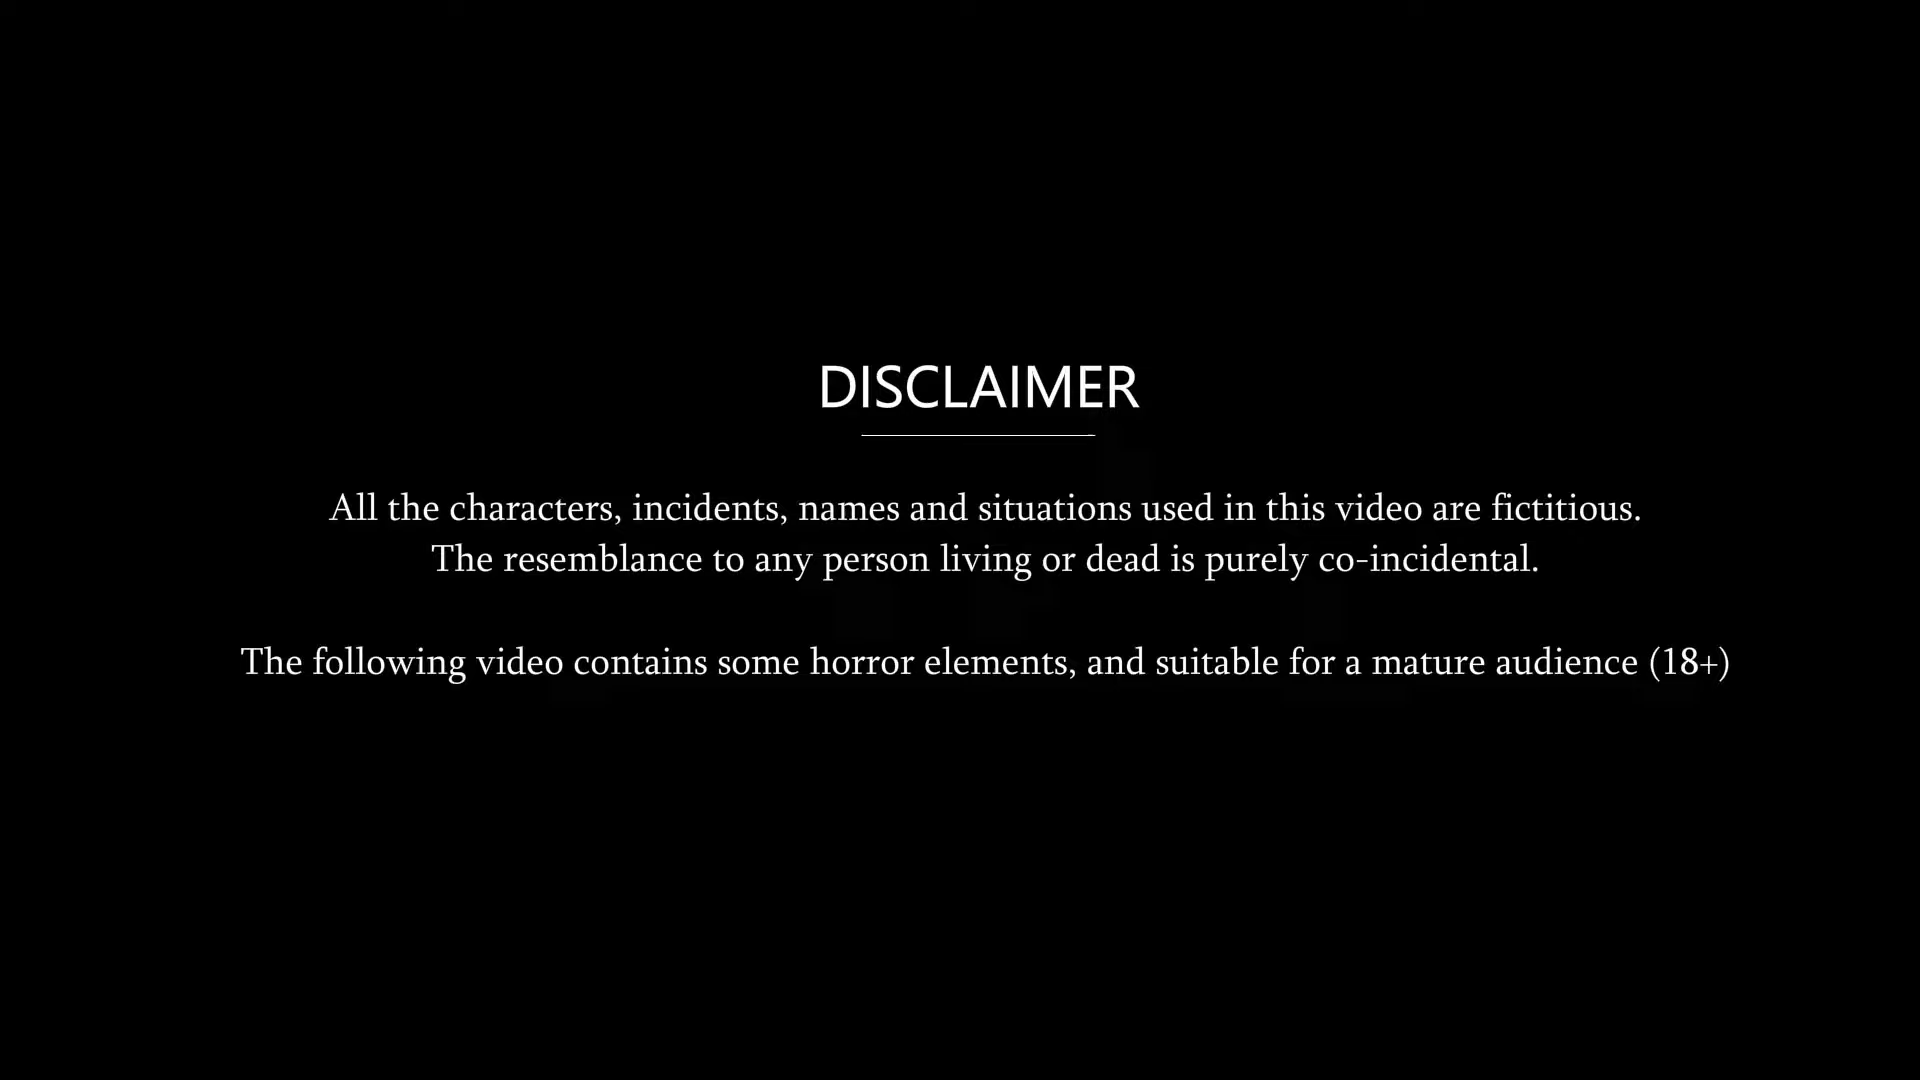 DISCLAIMER
All the characters, incidents, names and situations used in this video are fictitious.
The resemblance to any person living or dead is purely co-incidental.
The following video contains some horror elements, and suitable for a mature audience (18+)